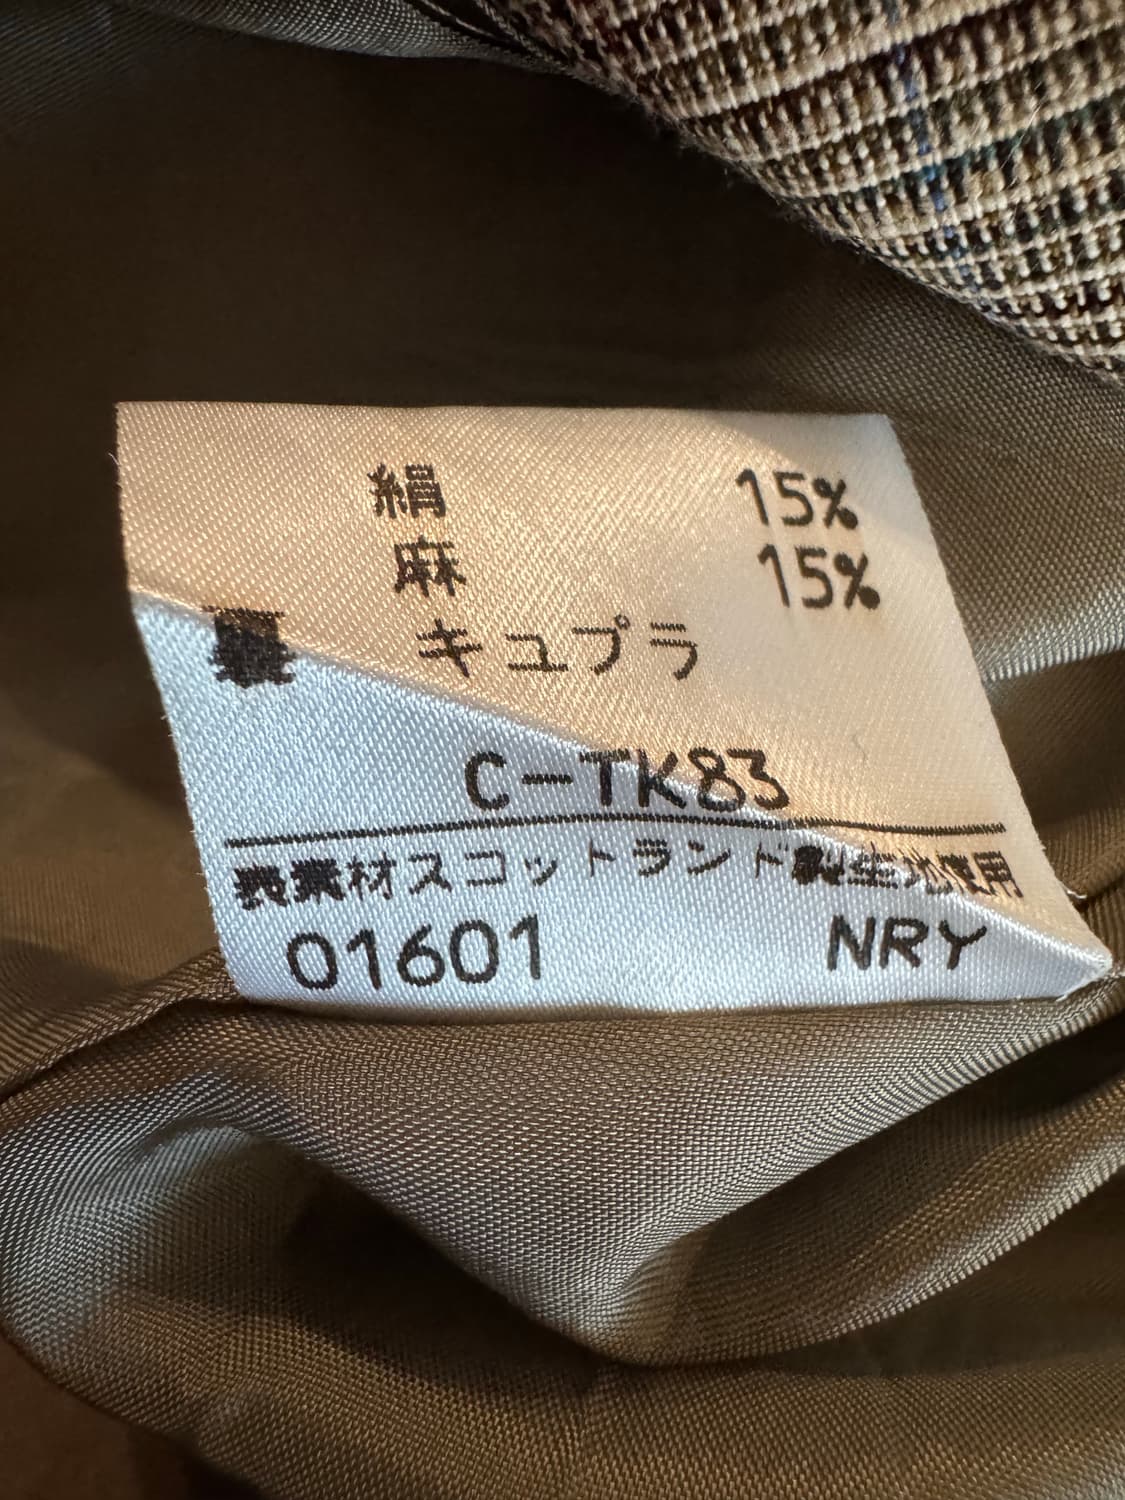 絹 15%
麻 15%
裏 キュプラ
C-TK83
表素材スコットランド製生地使用
01601 NRY